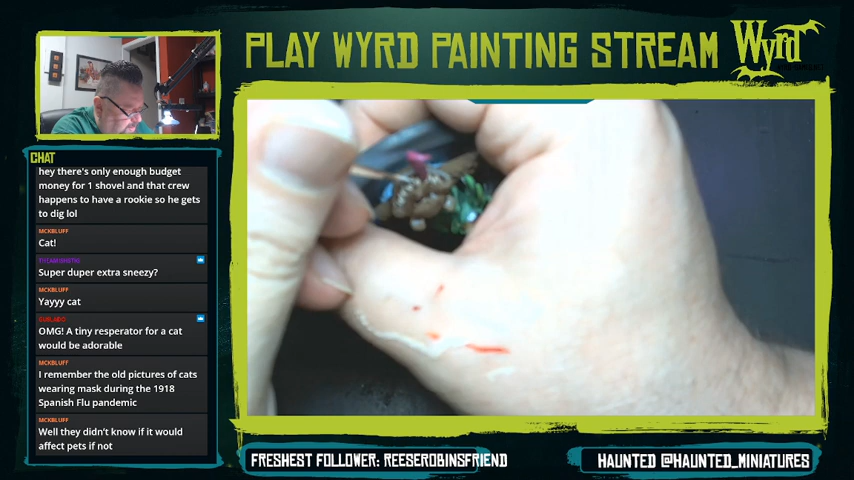 PLAY WYRD PAINTING STREAM
Wyrd
CHAT
hey there's only enough budget
money for 1 shovel and that crew
happens to have a rookie so he gets
to dig lol
MCKBLUFF
Cat!
Super duper extra sneezy?
MCKBLUFF
Yayyy cat
OMG! A tiny resperator for a cat
would be adorable
MCKBLUFF
I remember the old pictures of cats
wearing mask during the 1918
Spanish Flu pandemic
MCKBLUFF
Well they didn't know if it would
affect pets if not
FRESHEST FOLLOWER: REESEROBINSFRIEND
HAUNTED @HAUNTED_MINIATURES